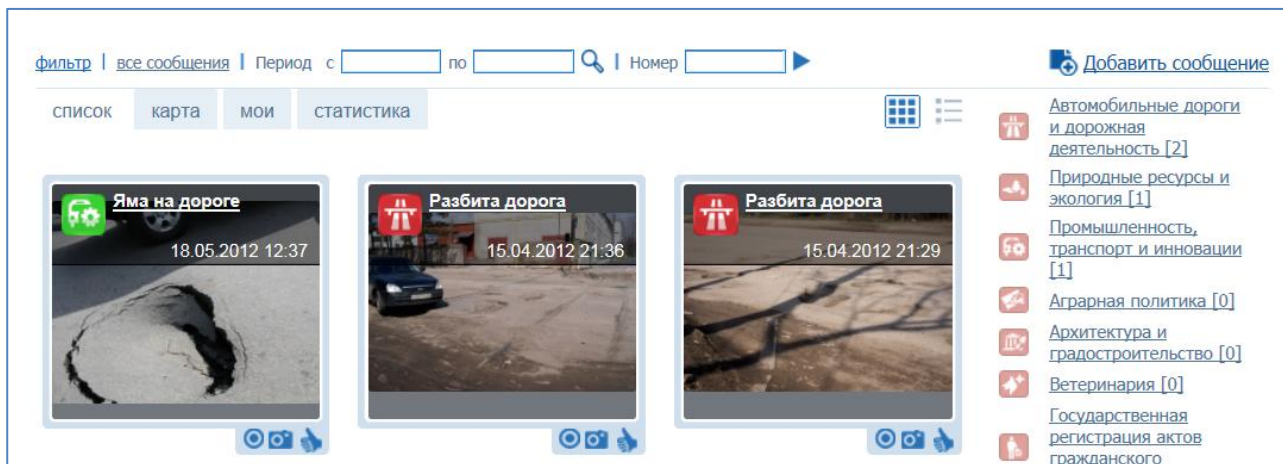 фильтр | все сообщения | Период с по | Номер
Добавить сообщение
список карта мои статистика
Яма на дороге
18.05.2012 12:37
Разбита дорога
15.04.2012 21:36
Разбита дорога
15.04.2012 21:29
Автомобильные дороги
и дорожная
деятельность [2]
Природные ресурсы и
экология [1]
Промышленность,
транспорт и инновации
[1]
Аграрная политика [0]
Архитектура и
градостроительство [0]
Ветеринария [0]
Государственная
регистрация актов
гражданского